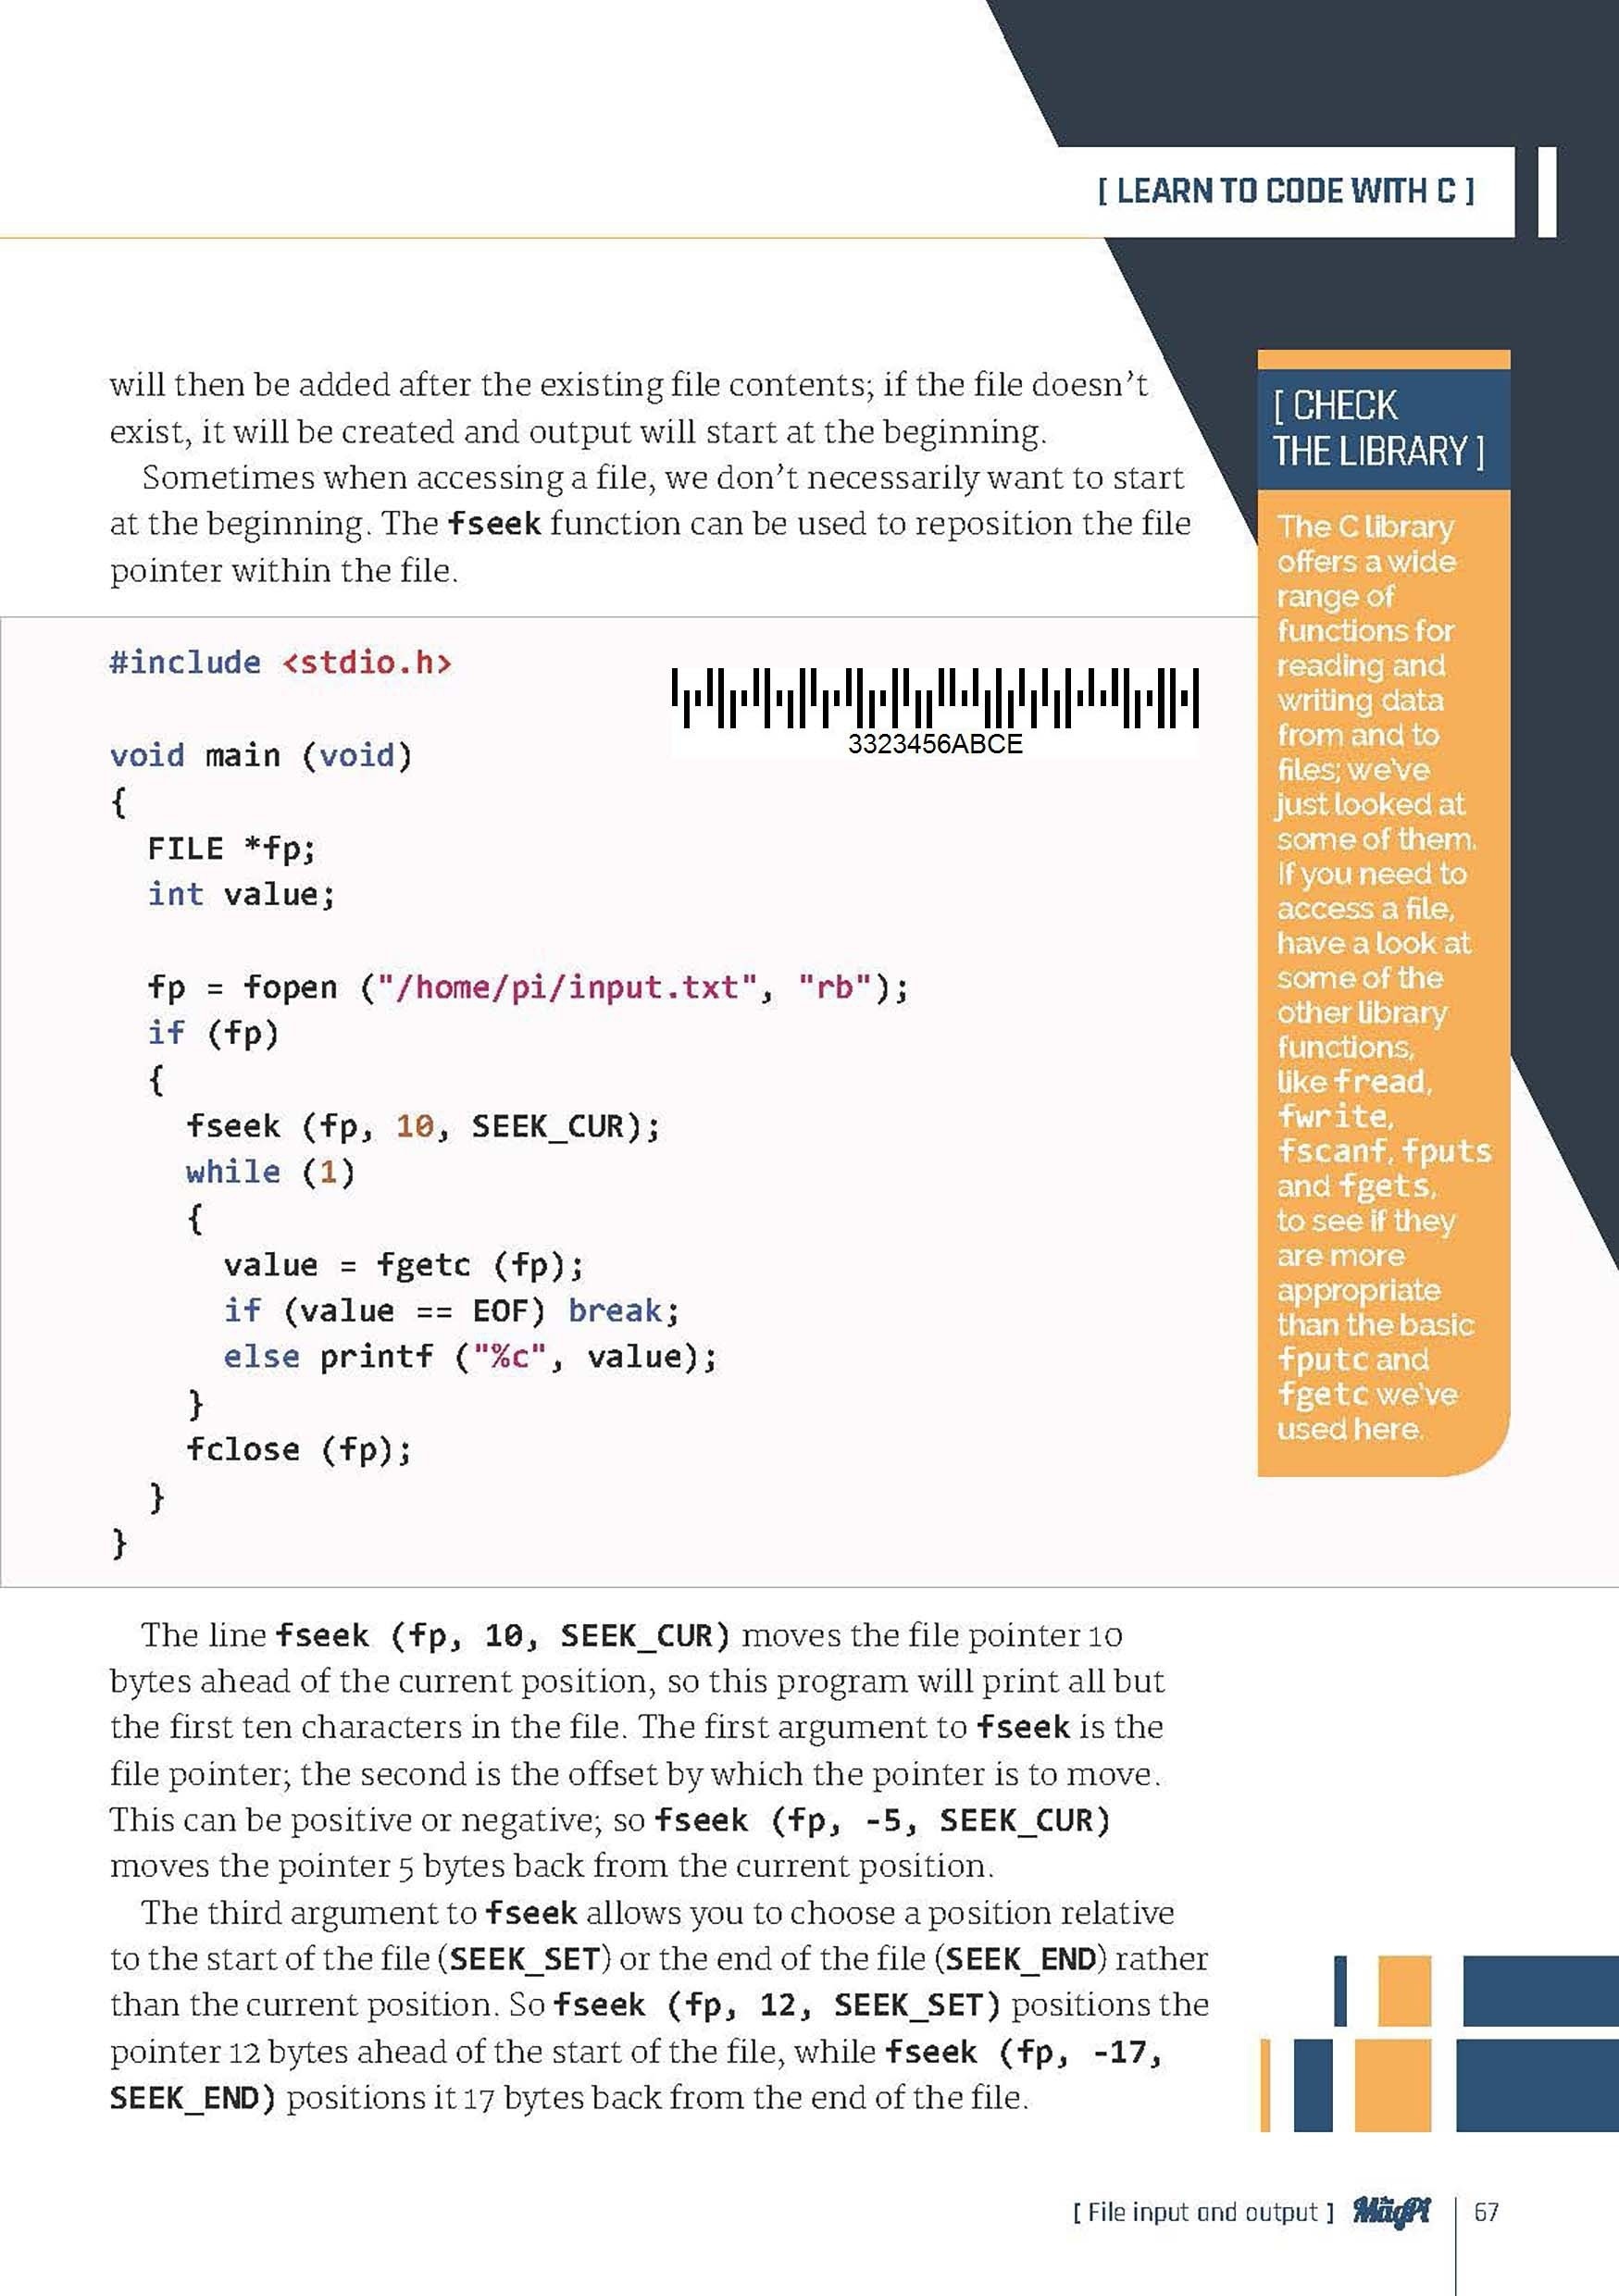 [ LEARN TO CODE WITH C ]
will then be added after the existing file contents; if the file doesn’t
exist, it will be created and output will start at the beginning.
Sometimes when accessing a file, we don’t necessarily want to start
at the beginning. The fseek function can be used to reposition the file
pointer within the file.
#include <stdio.h>
3323456ABCE
void main (void)
{
FILE *fp;
int value;
fp = fopen ("/home/pi/input.txt", "rb");
if (fp)
{
fseek (fp, 10, SEEK_CUR);
while (1)
{
value = fgetc (fp);
if (value == EOF) break;
else printf ("%c", value);
}
fclose (fp);
}
}
The line fseek (fp, 10, SEEK_CUR) moves the file pointer 10
bytes ahead of the current position, so this program will print all but
the first ten characters in the file. The first argument to fseek is the
file pointer; the second is the offset by which the pointer is to move.
This can be positive or negative; so fseek (fp, -5, SEEK_CUR)
moves the pointer 5 bytes back from the current position.
The third argument to fseek allows you to choose a position relative
to the start of the file (SEEK_SET) or the end of the file (SEEK_END) rather
than the current position. So fseek (fp, 12, SEEK_SET) positions the
pointer 12 bytes ahead of the start of the file, while fseek (fp, -17,
SEEK_END) positions it 17 bytes back from the end of the file.
[ CHECK
THE LIBRARY ]
The C library
offers a wide
range of
functions for
reading and
writing data
from and to
files; we’ve
just looked at
some of them.
If you need to
access a file,
have a look at
some of the
other library
functions,
like fread,
fwrite,
fscanf, fputs
and fgets,
to see if they
are more
appropriate
than the basic
fputc and
fgetc we’ve
used here.
[ File input and output ] The MagPi 67